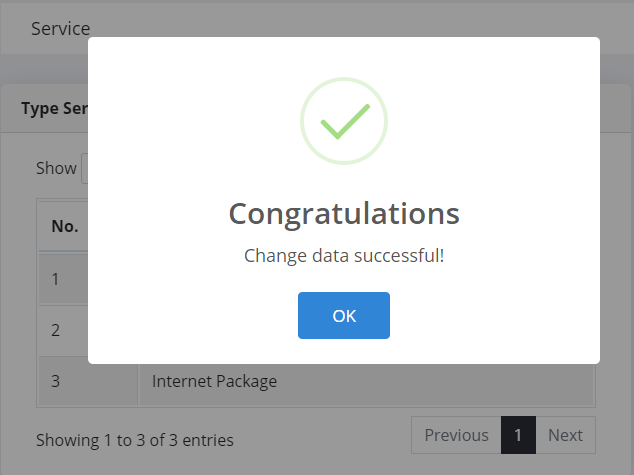 Service
Type Ser
Show
No.
1
2
3 Internet Package
Showing 1 to 3 of 3 entries
Previous 1 Next
Congratulations
Change data successful!
OK